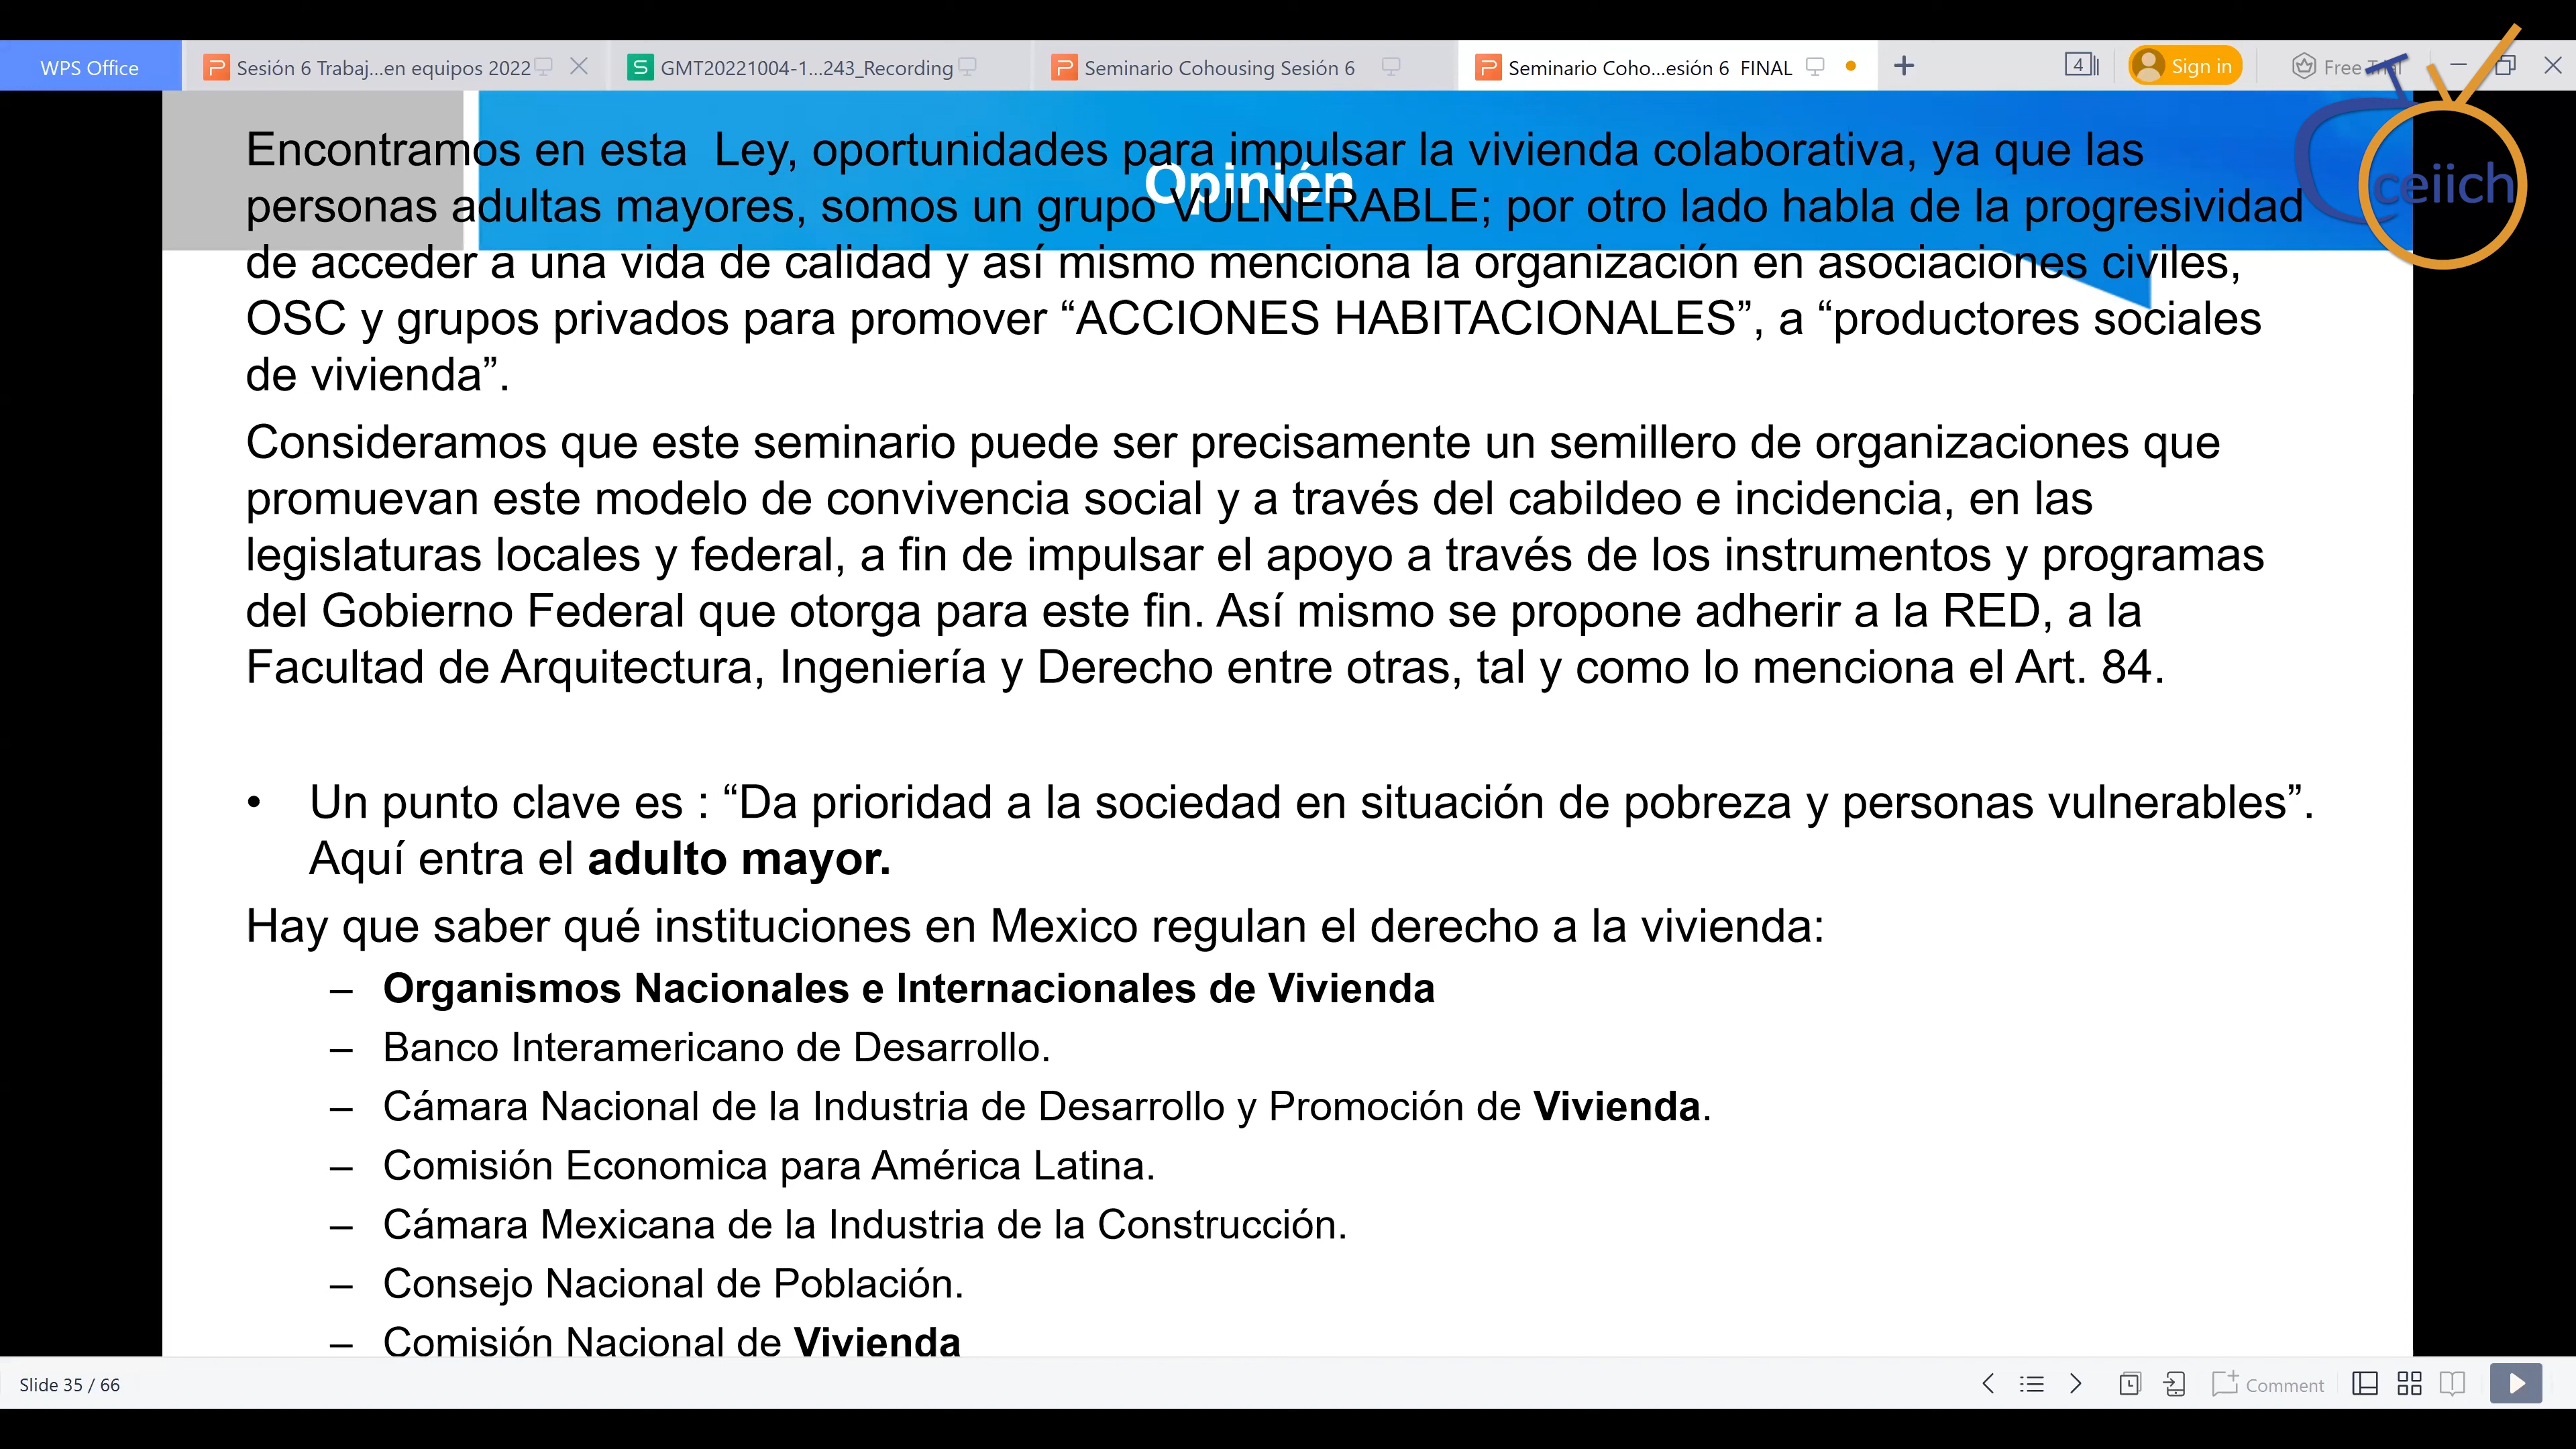 WPS Office
Sesión 6 Trabaj...en equipos 2022
GMT20221004-1...243_Recording
Seminario Cohousing Sesión 6
Seminario Coho...esión 6 FINAL
4
Sign in
Free Trial
ceiich
Opinión
Encontramos en esta Ley, oportunidades para impulsar la vivienda colaborativa, ya que las
personas adultas mayores, somos un grupo VULNERABLE; por otro lado habla de la progresividad
de acceder a una vida de calidad y así mismo menciona la organización en asociaciones civiles,
OSC y grupos privados para promover “ACCIONES HABITACIONALES”, a “productores sociales
de vivienda”.
Consideramos que este seminario puede ser precisamente un semillero de organizaciones que
promuevan este modelo de convivencia social y a través del cabildeo e incidencia, en las
legislaturas locales y federal, a fin de impulsar el apoyo a través de los instrumentos y programas
del Gobierno Federal que otorga para este fin. Así mismo se propone adherir a la RED, a la
Facultad de Arquitectura, Ingeniería y Derecho entre otras, tal y como lo menciona el Art. 84.
• Un punto clave es : “Da prioridad a la sociedad en situación de pobreza y personas vulnerables”.
Aquí entra el adulto mayor.
Hay que saber qué instituciones en Mexico regulan el derecho a la vivienda:
– Organismos Nacionales e Internacionales de Vivienda
– Banco Interamericano de Desarrollo.
– Cámara Nacional de la Industria de Desarrollo y Promoción de Vivienda.
– Comisión Economica para América Latina.
– Cámara Mexicana de la Industria de la Construcción.
– Consejo Nacional de Población.
– Comisión Nacional de Vivienda
Slide 35 / 66
Comment